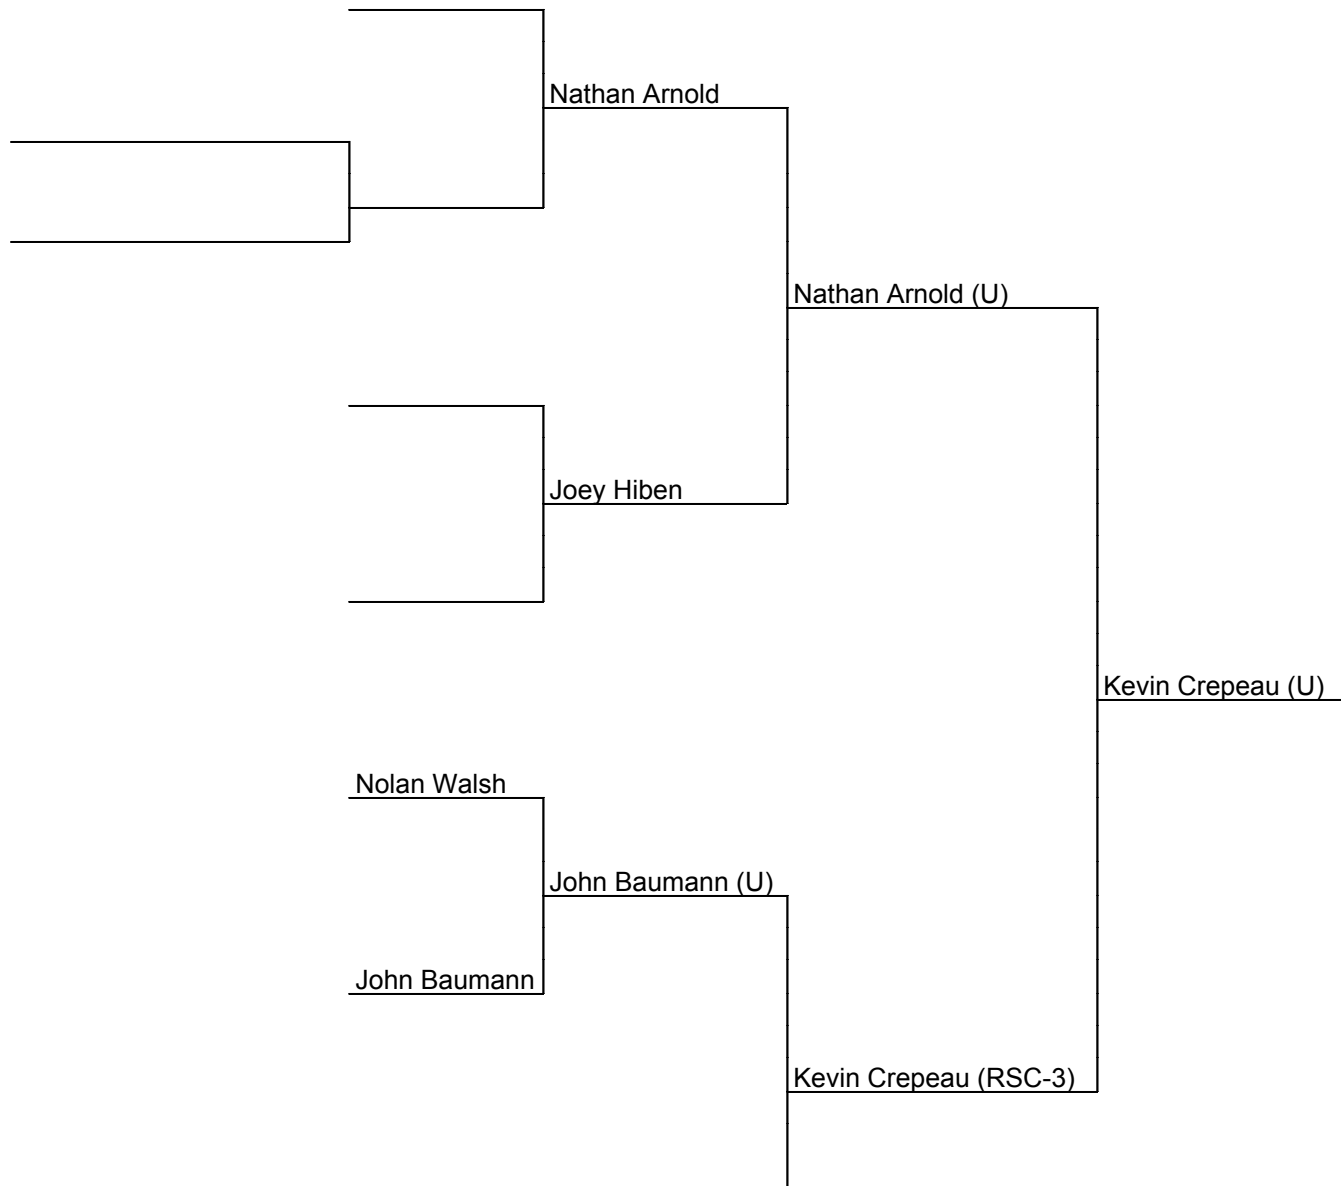 Nathan Arnold
Nathan Arnold (U)
Joey Hiben
Kevin Crepeau (U)
Nolan Walsh
John Baumann (U)
John Baumann
Kevin Crepeau (RSC-3)